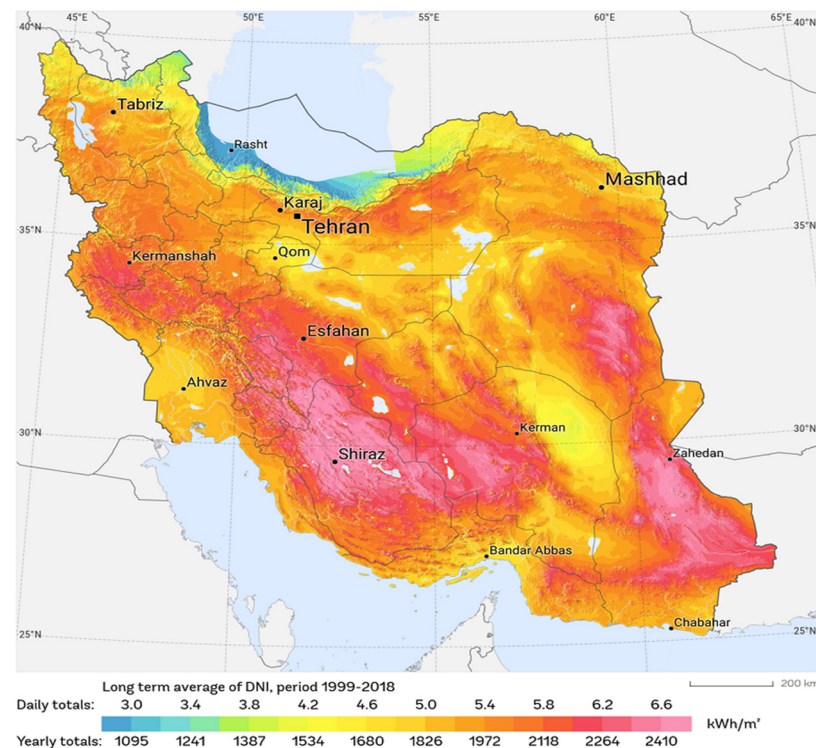 45°E 50°E 55°E 60°E 65°E
40°N 40°N
Tabriz
Rasht
Mashhad
Karaj
Tehran
35°N 35°N
Qom
Kermanshah
Esfahan
Ahvaz
Kerman
30°N 30°N
Shiraz
Zahedan
Bandar Abbas
Chabahar
25°N 25°N
Long term average of DNI, period 1999-2018
200 km
Daily totals: 3.0 3.4 3.8 4.2 4.6 5.0 5.4 5.8 6.2 6.6
kWh/m²
Yearly totals: 1095 1241 1387 1534 1680 1826 1972 2118 2264 2410